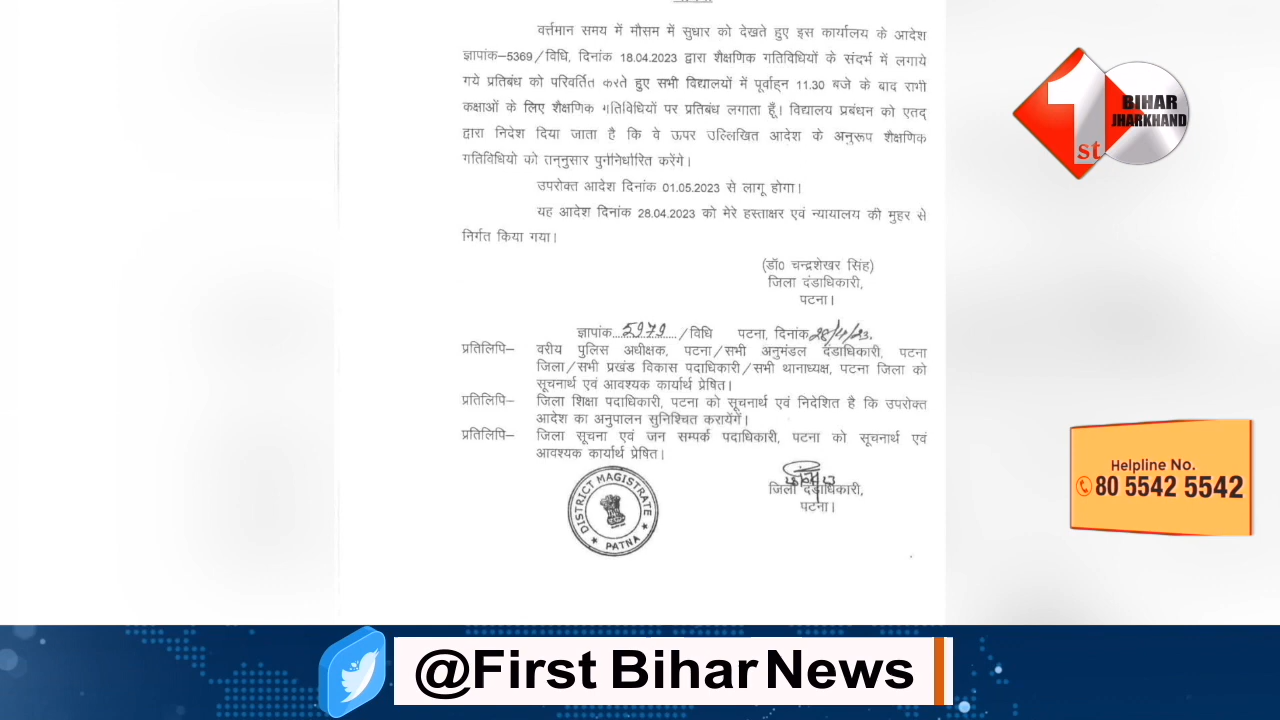 वर्त्तमान समय में मौसम में सुधार को देखते हुए इस कार्यालय के आदेश
ज्ञापांक–5369/विधि, दिनांक 18.04.2023 द्वारा शैक्षणिक गतिविधियों के संदर्भ में लगाये
गये प्रतिबंध को परिवर्तित करते हुए सभी विद्यालयों में पूर्वाह्न 11.30 बजे के बाद सभी
कक्षाओं के लिए शैक्षणिक गतिविधियों पर प्रतिबंध लगाता हूँ। विद्यालय प्रबंधन को एतद्
द्वारा निदेश दिया जाता है कि वे ऊपर उल्लिखित आदेश के अनुरूप शैक्षणिक
गतिविधियो को तन्नुसार पुर्ननिर्धारित करेंगे।
उपरोक्त आदेश दिनांक 01.05.2023 से लागू होगा।
यह आदेश दिनांक 28.04.2023 को मेरे हस्ताक्षर एवं न्यायालय की मुहर से
निर्गत किया गया।
(डॉ0 चन्द्रशेखर सिंह)
जिला दंडाधिकारी,
पटना।
ज्ञापांक 5979 /विधि पटना, दिनांक 28/4/23.
प्रतिलिपि– वरीय पुलिस अधीक्षक, पटना/सभी अनुमंडल दंडाधिकारी, पटना
जिला/सभी प्रखंड विकास पदाधिकारी/सभी थानाध्यक्ष, पटना जिला को
सूचनार्थ एवं आवश्यक कार्यार्थ प्रेषित।
प्रतिलिपि– जिला शिक्षा पदाधिकारी, पटना को सूचनार्थ एवं निदेशित है कि उपरोक्त
आदेश का अनुपालन सुनिश्चित करायेंगें।
प्रतिलिपि– जिला सूचना एवं जन सम्पर्क पदाधिकारी, पटना को सूचनार्थ एवं
आवश्यक कार्यार्थ प्रेषित।
जिला दंडाधिकारी,
पटना।
DISTRICT MAGISTRATE
PATNA
1st
BIHAR
JHARKHAND
Helpline No.
80 5542 5542
@First Bihar News